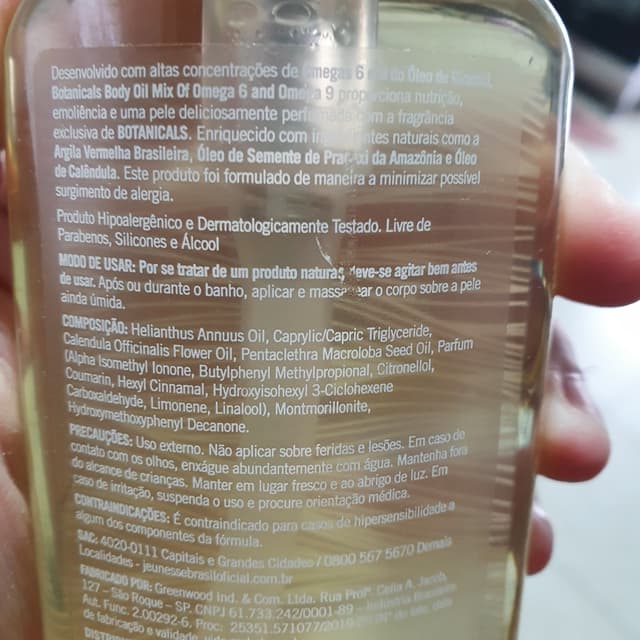 Desenvolvido com altas concentrações de Omegas 6 do Óleo de
Botanicals Body Oil Mix Of Omega 6 and Omega 9 proporciona nutrição,
emoliência e uma pele deliciosamente perfumada com a fragrância
exclusiva de BOTANICALS. Enriquecido com ingredientes naturais como a
Argila Vermelha Brasileira, Óleo de Semente de Pracaxi da Amazônia e Óleo
de Calêndula. Este produto foi formulado de maneira a minimizar possível
surgimento de alergia.
Produto Hipoalergênico e Dermatologicamente Testado. Livre de
Parabenos, Silicones e Álcool
MODO DE USAR: Por se tratar de um produto natural, deve-se agitar bem antes
de usar. Após ou durante o banho, aplicar e massagear o corpo sobre a pele
ainda úmida.
COMPOSIÇÃO: Helianthus Annuus Oil, Caprylic/Capric Triglyceride,
Calendula Officinalis Flower Oil, Pentaclethra Macroloba Seed Oil, Parfum
(Alpha Isomethyl Ionone, Butylphenyl Methylpropional, Citronellol,
Coumarin, Hexyl Cinnamal, Hydroxyisohexyl 3-Ciclohexene
Carboxaldehyde, Limonene, Linalool), Montmorillonite,
Hydroxymethoxyphenyl Decanone.
PRECAUÇÕES: Uso externo. Não aplicar sobre feridas e lesões. Em caso de
contato com os olhos, enxágue abundantemente com água. Mantenha fora
do alcance de crianças. Manter em lugar fresco e ao abrigo de luz. Em
caso de irritação, suspenda o uso e procure orientação médica.
CONTRAINDICAÇÕES: É contraindicado para casos de hipersensibilidade a
algum dos componentes da fórmula.
SAC: 4020-0111 Capitais e Grandes Cidades / 0800 567 5670 Demais
Localidades - jeunessebrasiloficial.com.br
FABRICADO POR: Greenwood Ind. & Com. Ltda. Rua Profª. Celia A. Jacob,
127 – São Roque – SP. CNPJ 61.733.242/0001-89 – Indústria Brasileira
Aut. Func. 2.00292-6. Proc: 25351.571077/2019 Nº de lote, data
de fabricação e validade,